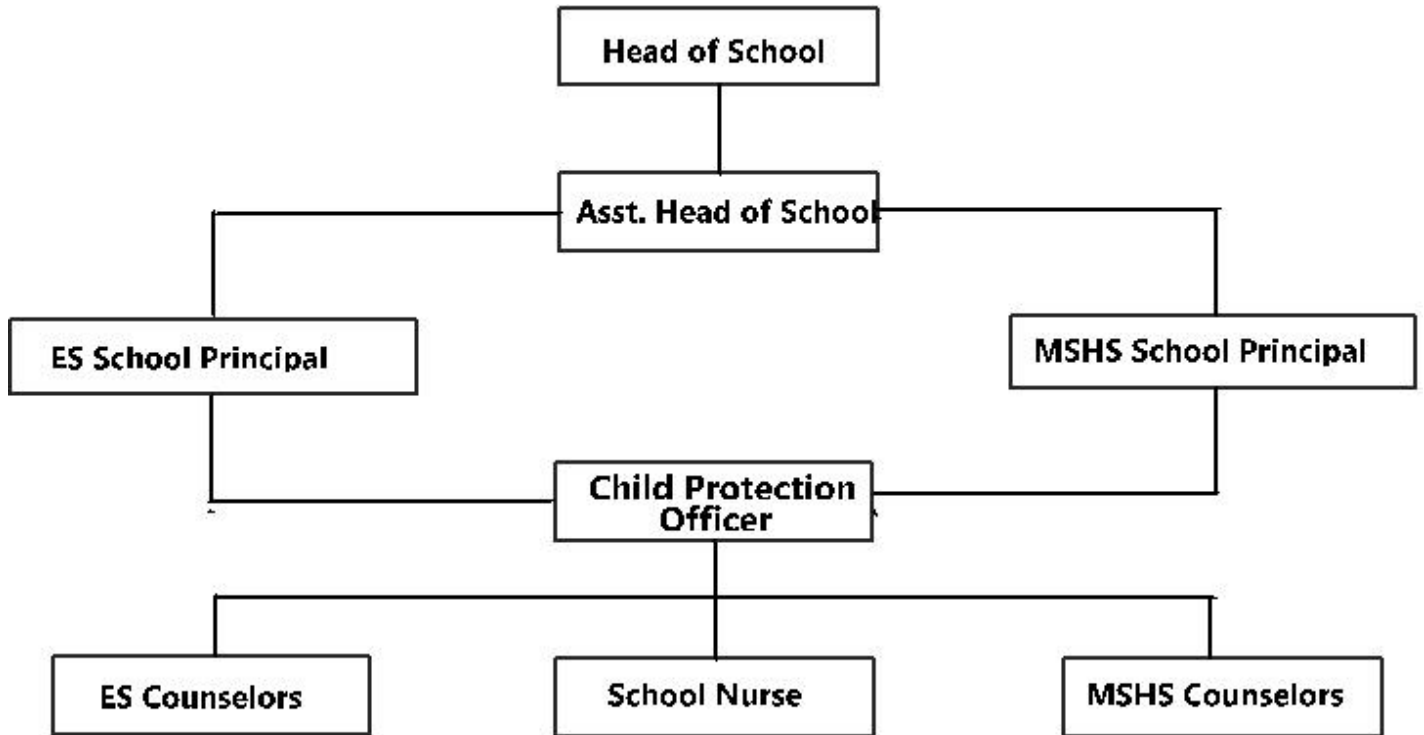 Head of School
Asst. Head of School
ES School Principal
MSHS School Principal
Child Protection
Officer
ES Counselors
School Nurse
MSHS Counselors